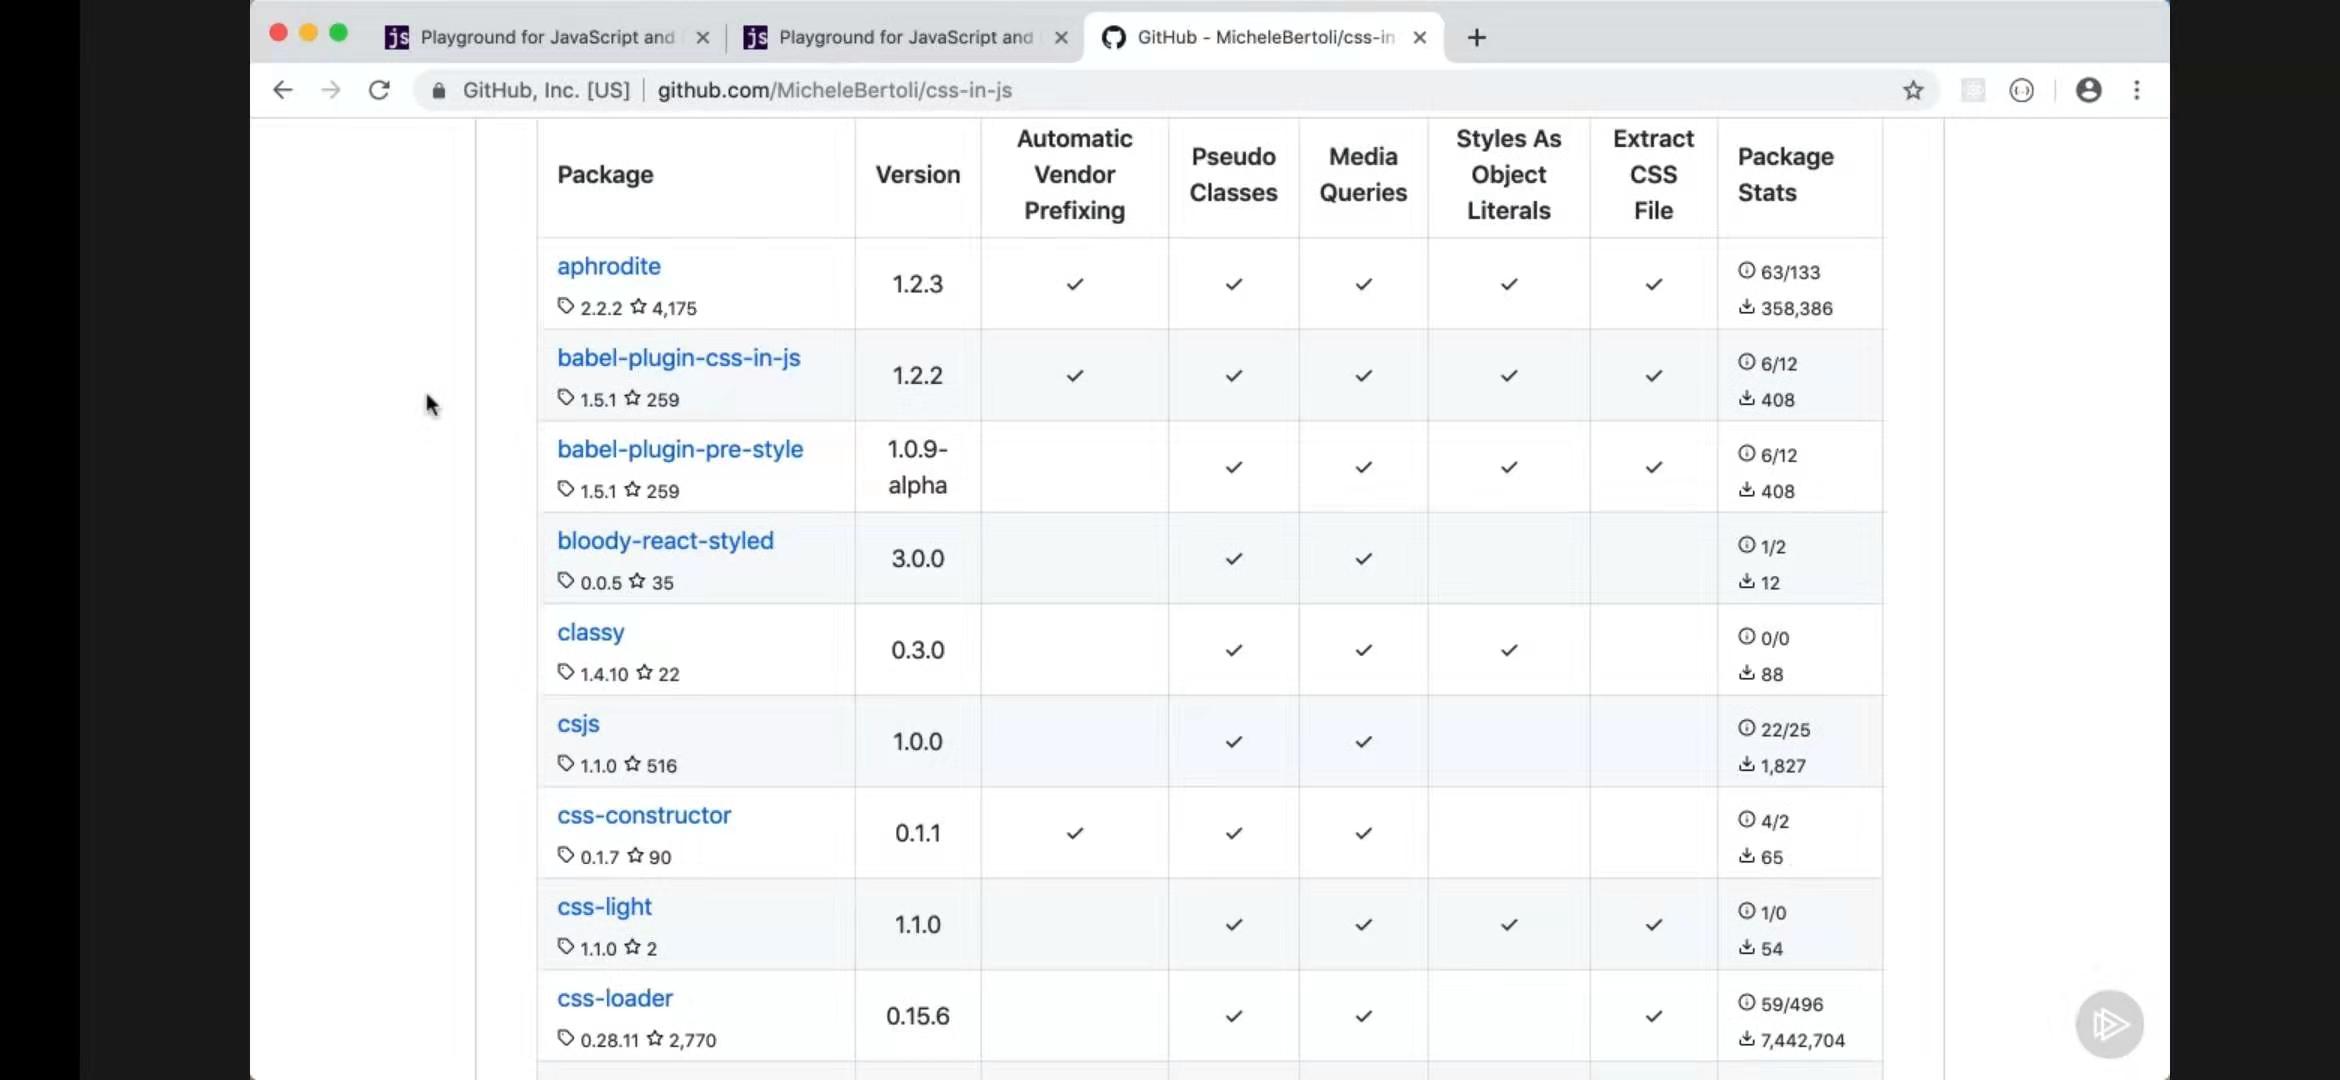 Playground for JavaScript and
Playground for JavaScript and
GitHub - MicheleBertoli/css-in
GitHub, Inc. [US] | github.com/MicheleBertoli/css-in-js
Package
Version
Automatic
Vendor
Prefixing
Pseudo
Classes
Media
Queries
Styles As
Object
Literals
Extract
CSS
File
Package
Stats
aphrodite
2.2.2 4,175
1.2.3
✓ ✓ ✓ ✓ ✓
63/133
358,386
babel-plugin-css-in-js
1.5.1 259
1.2.2
✓ ✓ ✓ ✓ ✓
6/12
408
babel-plugin-pre-style
1.5.1 259
1.0.9-
alpha
✓ ✓ ✓ ✓
6/12
408
bloody-react-styled
0.0.5 35
3.0.0
✓ ✓
1/2
12
classy
1.4.10 22
0.3.0
✓ ✓ ✓
0/0
88
csjs
1.1.0 516
1.0.0
✓ ✓
22/25
1,827
css-constructor
0.1.7 90
0.1.1
✓ ✓ ✓
4/2
65
css-light
1.1.0 2
1.1.0
✓ ✓ ✓ ✓
1/0
54
css-loader
0.28.11 2,770
0.15.6
✓ ✓ ✓
59/496
7,442,704